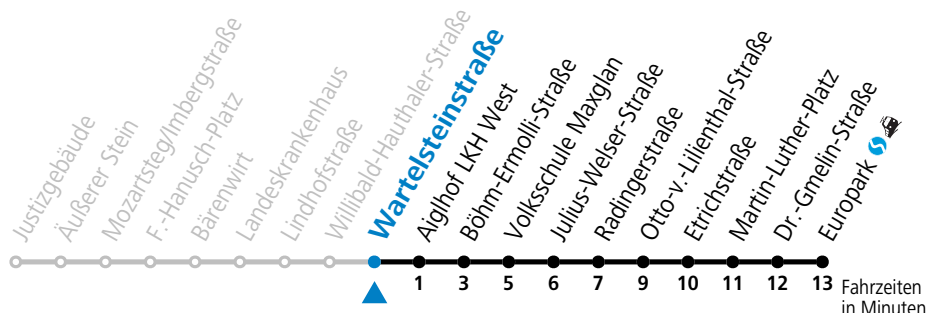 Justizgebäude
Äußerer Stein
Mozartsteg/Imbergstraße
F.-Hanusch-Platz
Bärenwirt
Landeskrankenhaus
Lindhofstraße
Willibald-Hauthaler-Straße
Wartelsteinstraße
Aiglhof LKH West
Böhm-Ermolli-Straße
Volksschule Maxglan
Julius-Welser-Straße
Radingerstraße
Otto-v.-Lilienthal-Straße
Etrichstraße
Martin-Luther-Platz
Dr.-Gmelin-Straße
Europark
1 3 5 6 7 9 10 11 12 13 Fahrzeiten
in Minuten